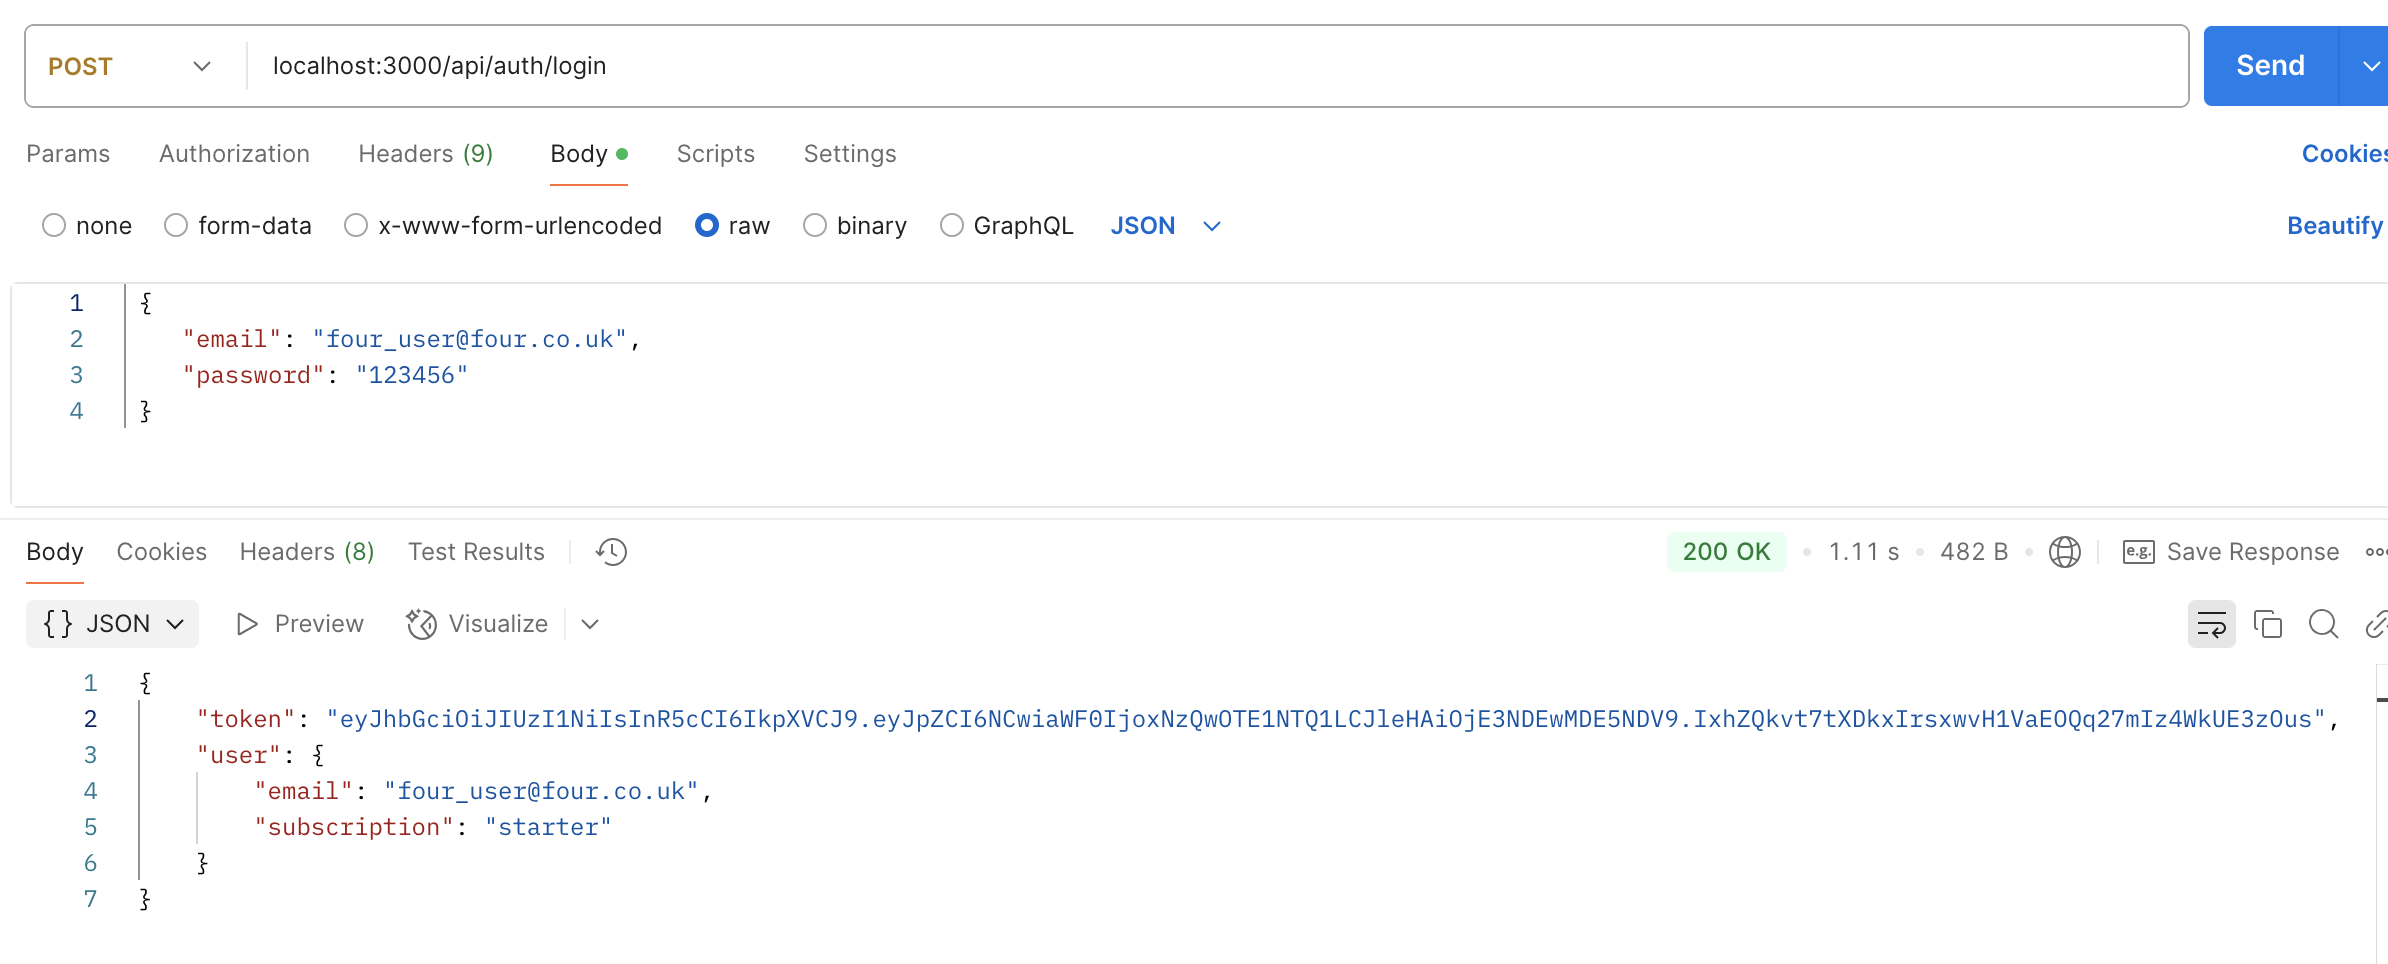 POST localhost:3000/api/auth/login Send
Params Authorization Headers (9) Body Scripts Settings Cookies
none form-data x-www-form-urlencoded raw binary GraphQL JSON Beautify
1 {
2 "email": "four_user@four.co.uk",
3 "password": "123456"
4 }
Body Cookies Headers (8) Test Results 200 OK 1.11 s 482 B e.g. Save Response
{} JSON Preview Visualize
1 {
2 "token": "eyJhbGciOiJIUzI1NiIsInR5cCI6IkpXVCJ9.eyJpZCI6NCwiaWF0IjoxNzQwOTE1NTQ1LCJleHAiOjE3NDEwMDE5NDV9.IxhZQkvt7tXDkxIrsxwvH1VaEOQq27mIz4WkUE3zOus",
3 "user": {
4 "email": "four_user@four.co.uk",
5 "subscription": "starter"
6 }
7 }